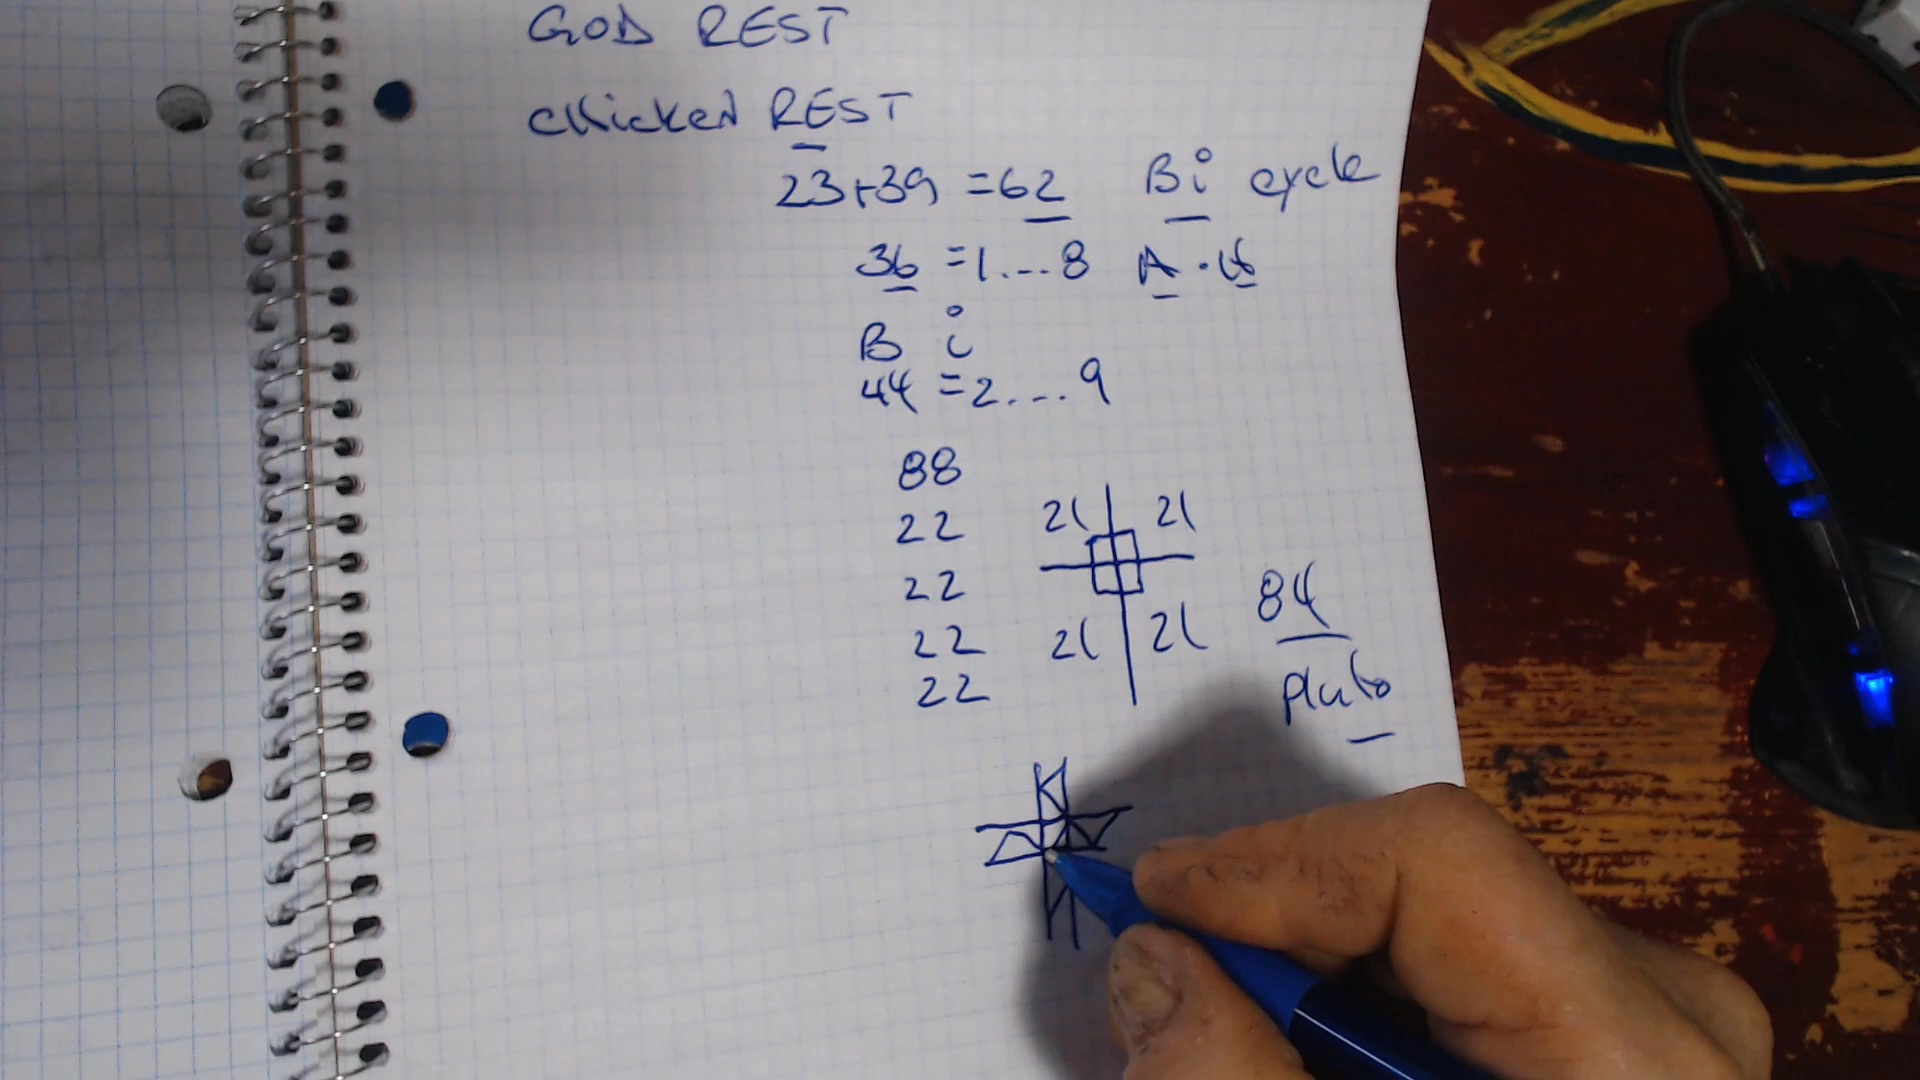 GOD REST
chicken REST
23+39 =62 Bi cycle
36 =1...8 A . 16
B i
44 =2...9
88
22 21 21
22 84
22 21 21
22 pluto